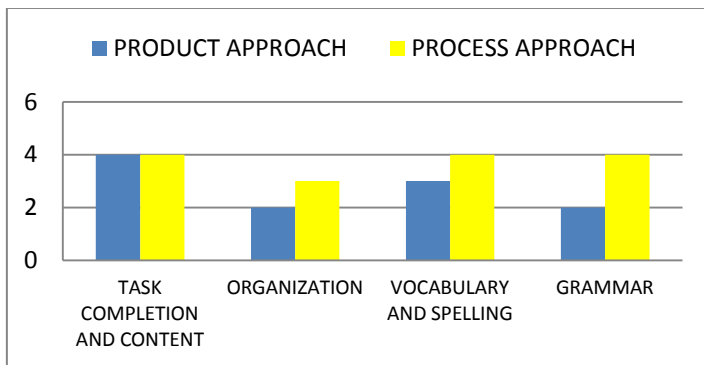 PRODUCT APPROACH PROCESS APPROACH
6
4
2
0
TASK COMPLETION AND CONTENT
ORGANIZATION
VOCABULARY AND SPELLING
GRAMMAR